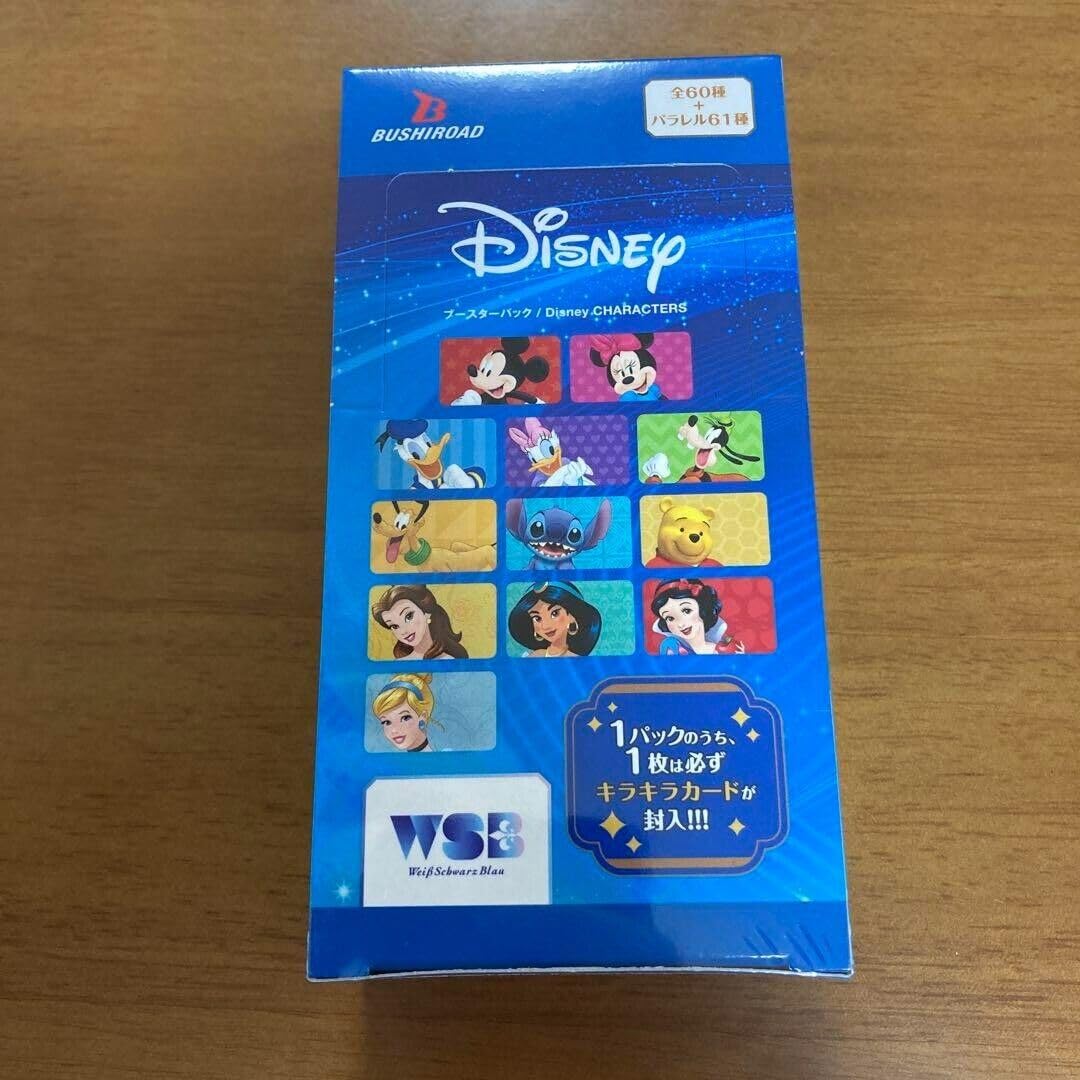 BUSHIROAD
全60種
+
パラレル61種
Disney
ブースターパック / Disney CHARACTERS
1パックのうち、
1枚は必ず
キラキラカードが
封入!!!
WSB
Weiß Schwarz Blau